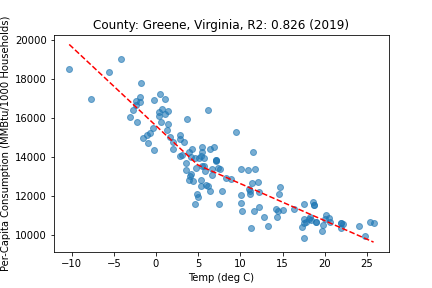 County: Greene, Virginia, R2: 0.826 (2019)
Per-Capita Consumption (MMBtu/1000 Households)
20000
18000
16000
14000
12000
10000
−10 −5 0 5 10 15 20 25
Temp (deg C)